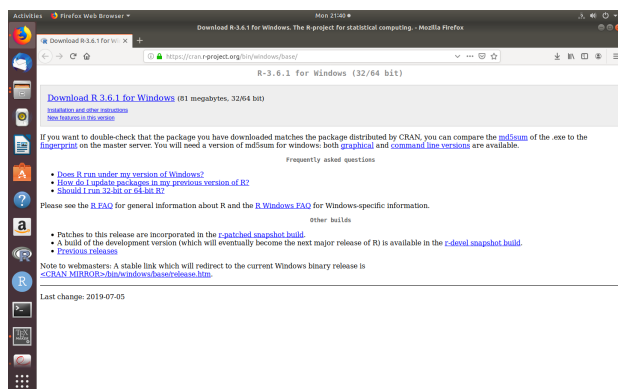 Activities Firefox Web Browser Mon 21:40
Download R-3.6.1 for Windows. The R-project for statistical computing. - Mozilla Firefox
Download R-3.6.1 for Wi
https://cran.r-project.org/bin/windows/base/
R-3.6.1 for Windows (32/64 bit)
Download R 3.6.1 for Windows (81 megabytes, 32/64 bit)
Installation and other instructions
New features in this version
If you want to double-check that the package you have downloaded matches the package distributed by CRAN, you can compare the md5sum of the .exe to the
fingerprint on the master server. You will need a version of md5sum for windows: both graphical and command line versions are available.
Frequently asked questions
Does R run under my version of Windows?
How do I update packages in my previous version of R?
Should I run 32-bit or 64-bit R?
Please see the R FAQ for general information about R and the R Windows FAQ for Windows-specific information.
Other builds
Patches to this release are incorporated in the r-patched snapshot build.
A build of the development version (which will eventually become the next major release of R) is available in the r-devel snapshot build.
Previous releases
Note to webmasters: A stable link which will redirect to the current Windows binary release is
<CRAN MIRROR>/bin/windows/base/release.htm.
Last change: 2019-07-05